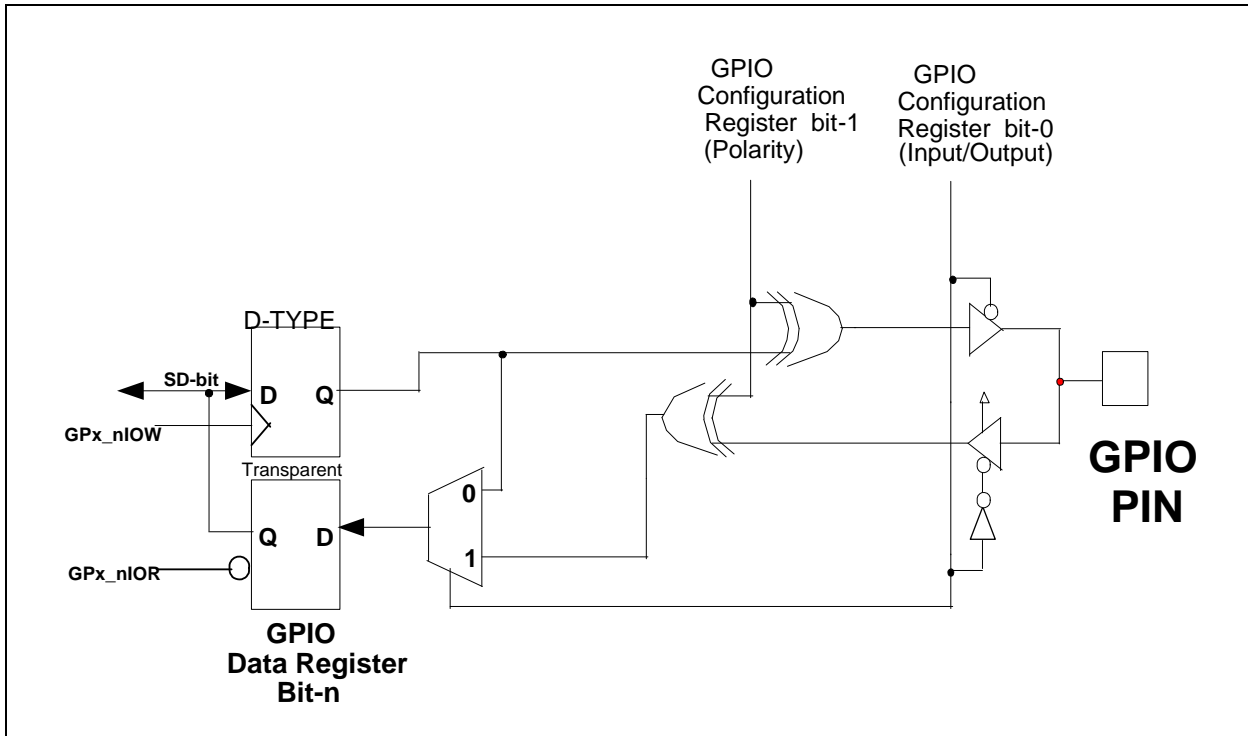 GPIO
Configuration
Register bit-1
(Polarity)
GPIO
Configuration
Register bit-0
(Input/Output)
D-TYPE
SD-bit
D
Q
GPx_nIOW
Transparent
0
Q
D
1
GPx_nIOR
GPIO
Data Register
Bit-n
GPIO
PIN